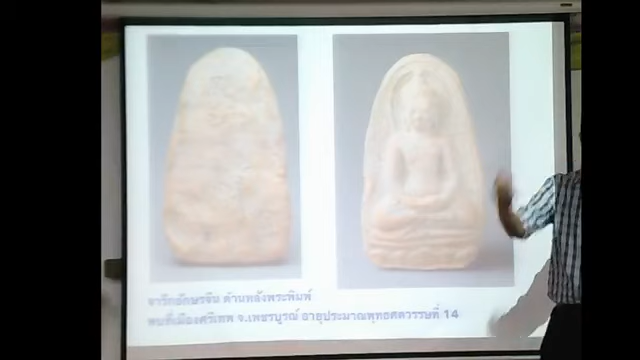 จารึกอักษรจีน ด้านหลังพระพิมพ์
พบที่เมืองศรีเทพ จ.เพชรบูรณ์ อายุประมาณพุทธศตวรรษที่ 14